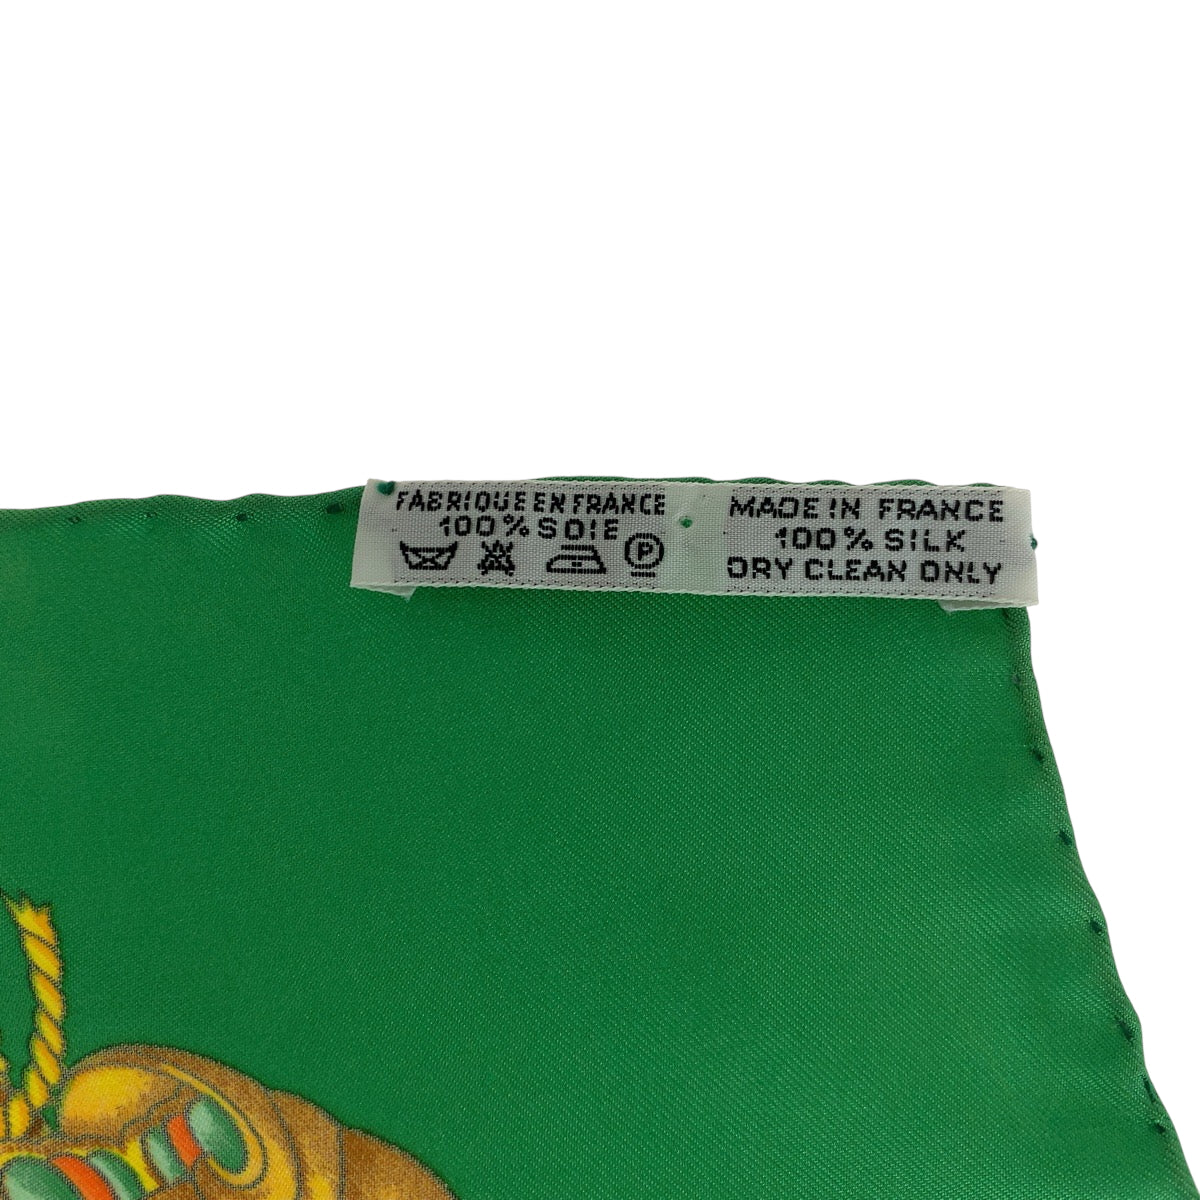 FABRIQUE EN FRANCE
100% SOIE
P
MADE IN FRANCE
100% SILK
DRY CLEAN ONLY